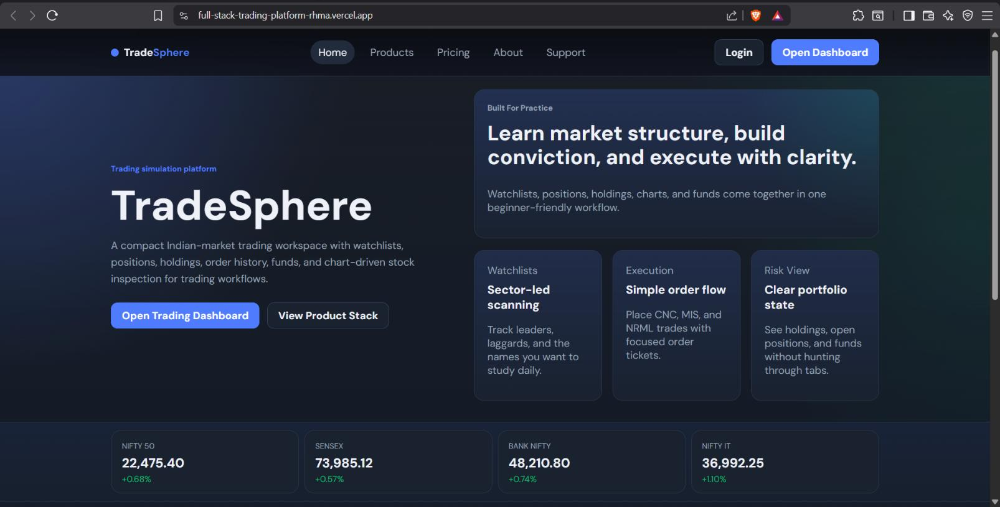 full-stack-trading-platform-rhma.vercel.app
TradeSphere
Home
Products
Pricing
About
Support
Login
Open Dashboard
Trading simulation platform
TradeSphere
A compact Indian-market trading workspace with watchlists,
positions, holdings, order history, funds, and chart-driven stock
inspection for trading workflows.
Open Trading Dashboard
View Product Stack
Built For Practice
Learn market structure, build
conviction, and execute with clarity.
Watchlists, positions, holdings, charts, and funds come together in one
beginner-friendly workflow.
Watchlists
Sector-led
scanning
Track leaders,
laggards, and the
names you want to
study daily.
Execution
Simple order flow
Place CNC, MIS, and
NRML trades with
focused order
tickets.
Risk View
Clear portfolio
state
See holdings, open
positions, and funds
without hunting
through tabs.
NIFTY 50
22,475.40
+0.68%
SENSEX
73,985.12
+0.57%
BANK NIFTY
48,210.80
+0.74%
NIFTY IT
36,992.25
+1.10%